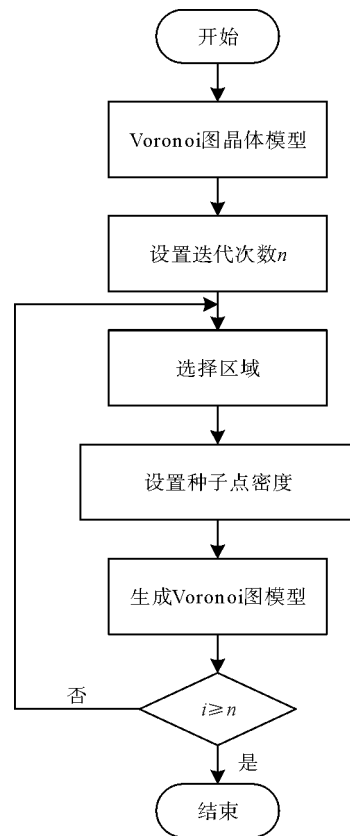 开始
Voronoi图晶体模型
设置迭代次数n
选择区域
设置种子点密度
生成Voronoi图模型
否
i≥n
是
结束